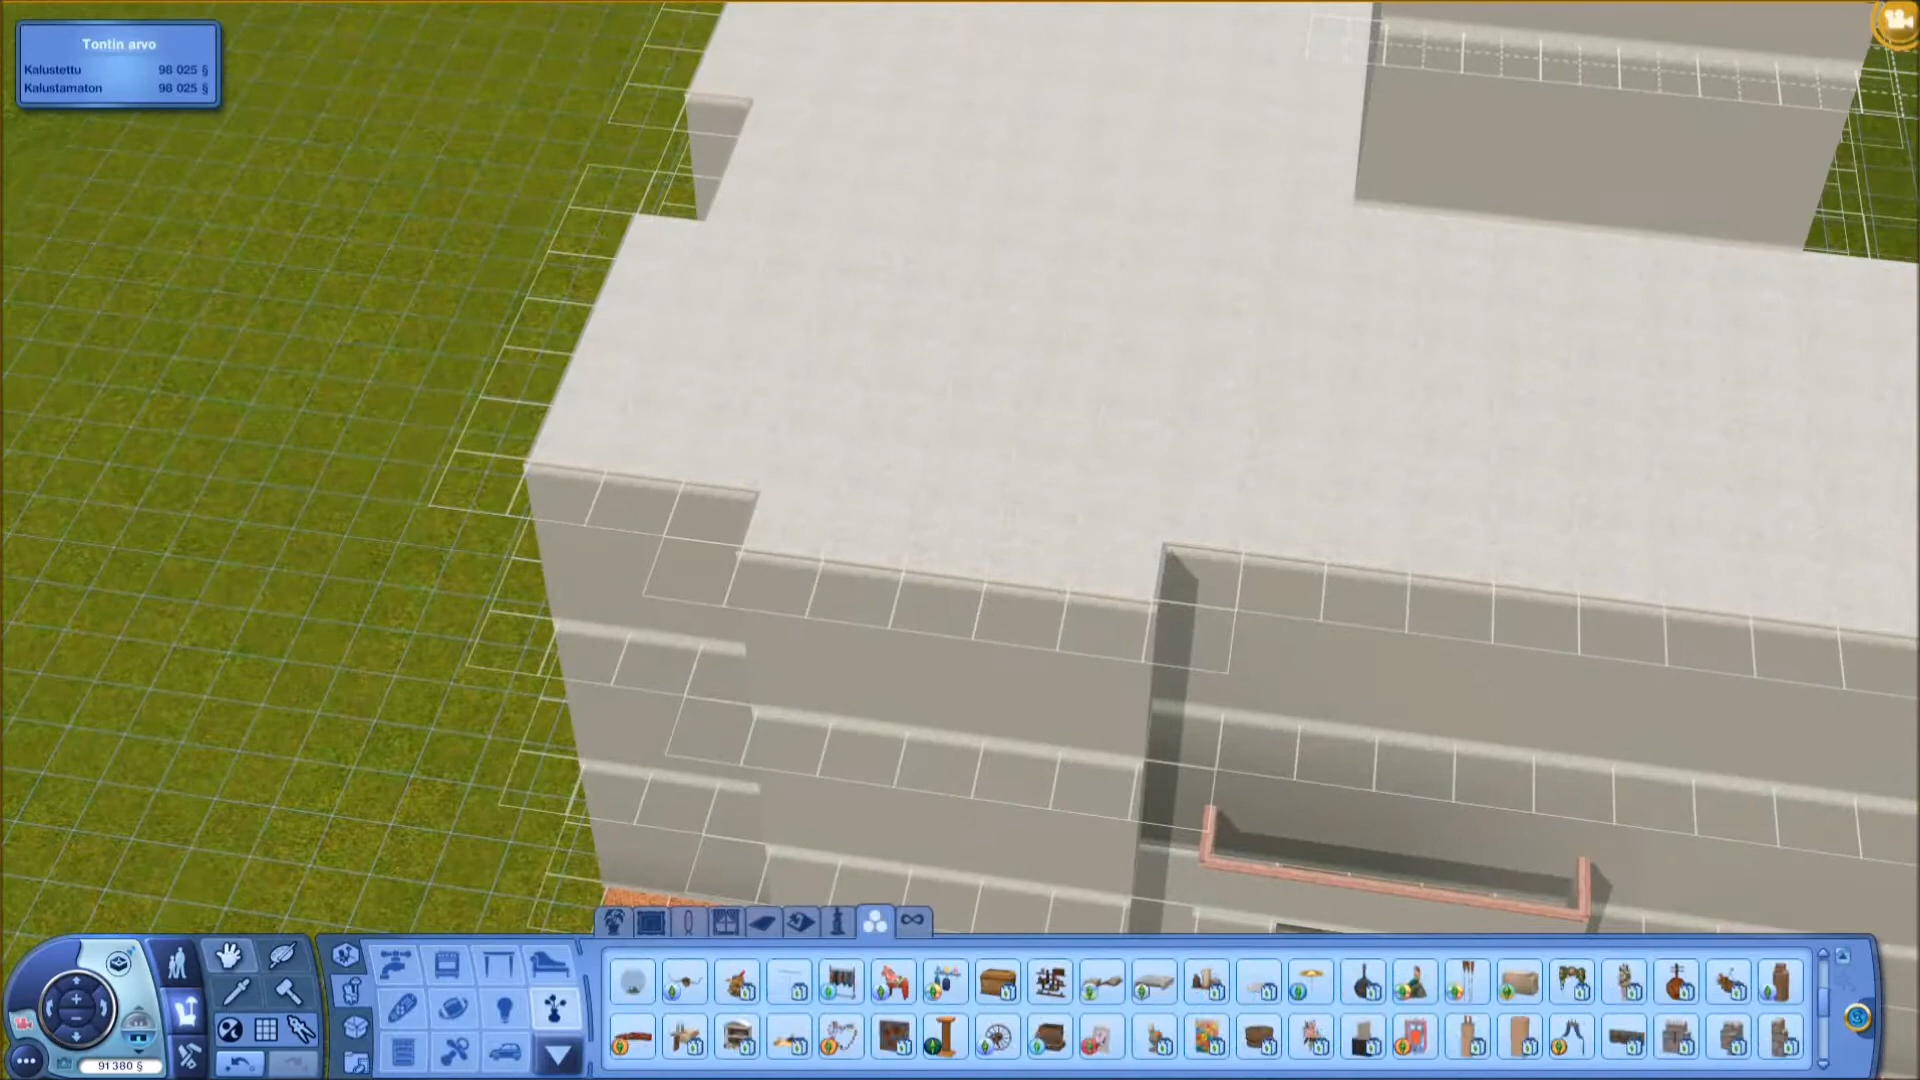 Tontin arvo
Kalustettu 98 025 §
Kalustamaton 98 025 §
91 380 §